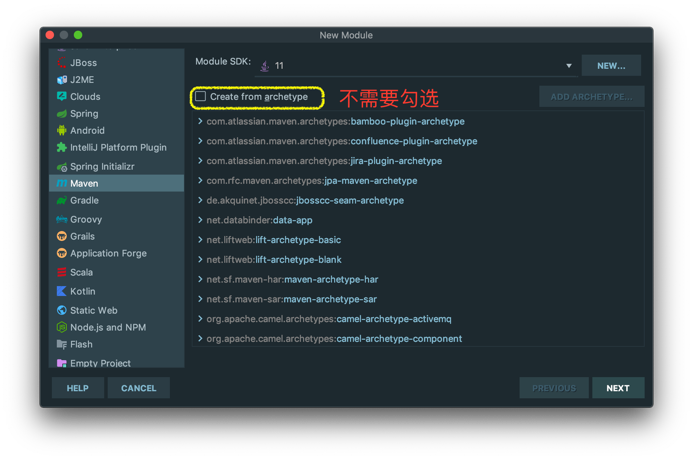 New Module
JBoss
J2ME
Clouds
Spring
Android
IntelliJ Platform Plugin
Spring Initializr
Maven
Gradle
Groovy
Grails
Application Forge
Scala
Kotlin
Static Web
Node.js and NPM
Flash
Empty Project
Module SDK:
11
NEW...
Create from archetype
不需要勾选
ADD ARCHETYPE...
com.atlassian.maven.archetypes:bamboo-plugin-archetype
com.atlassian.maven.archetypes:confluence-plugin-archetype
com.atlassian.maven.archetypes:jira-plugin-archetype
com.rfc.maven.archetypes:jpa-maven-archetype
de.akquinet.jbosscc:jbosscc-seam-archetype
net.databinder:data-app
net.liftweb:lift-archetype-basic
net.liftweb:lift-archetype-blank
net.sf.maven-har:maven-archetype-har
net.sf.maven-sar:maven-archetype-sar
org.apache.camel.archetypes:camel-archetype-activemq
org.apache.camel.archetypes:camel-archetype-component
HELP
CANCEL
PREVIOUS
NEXT